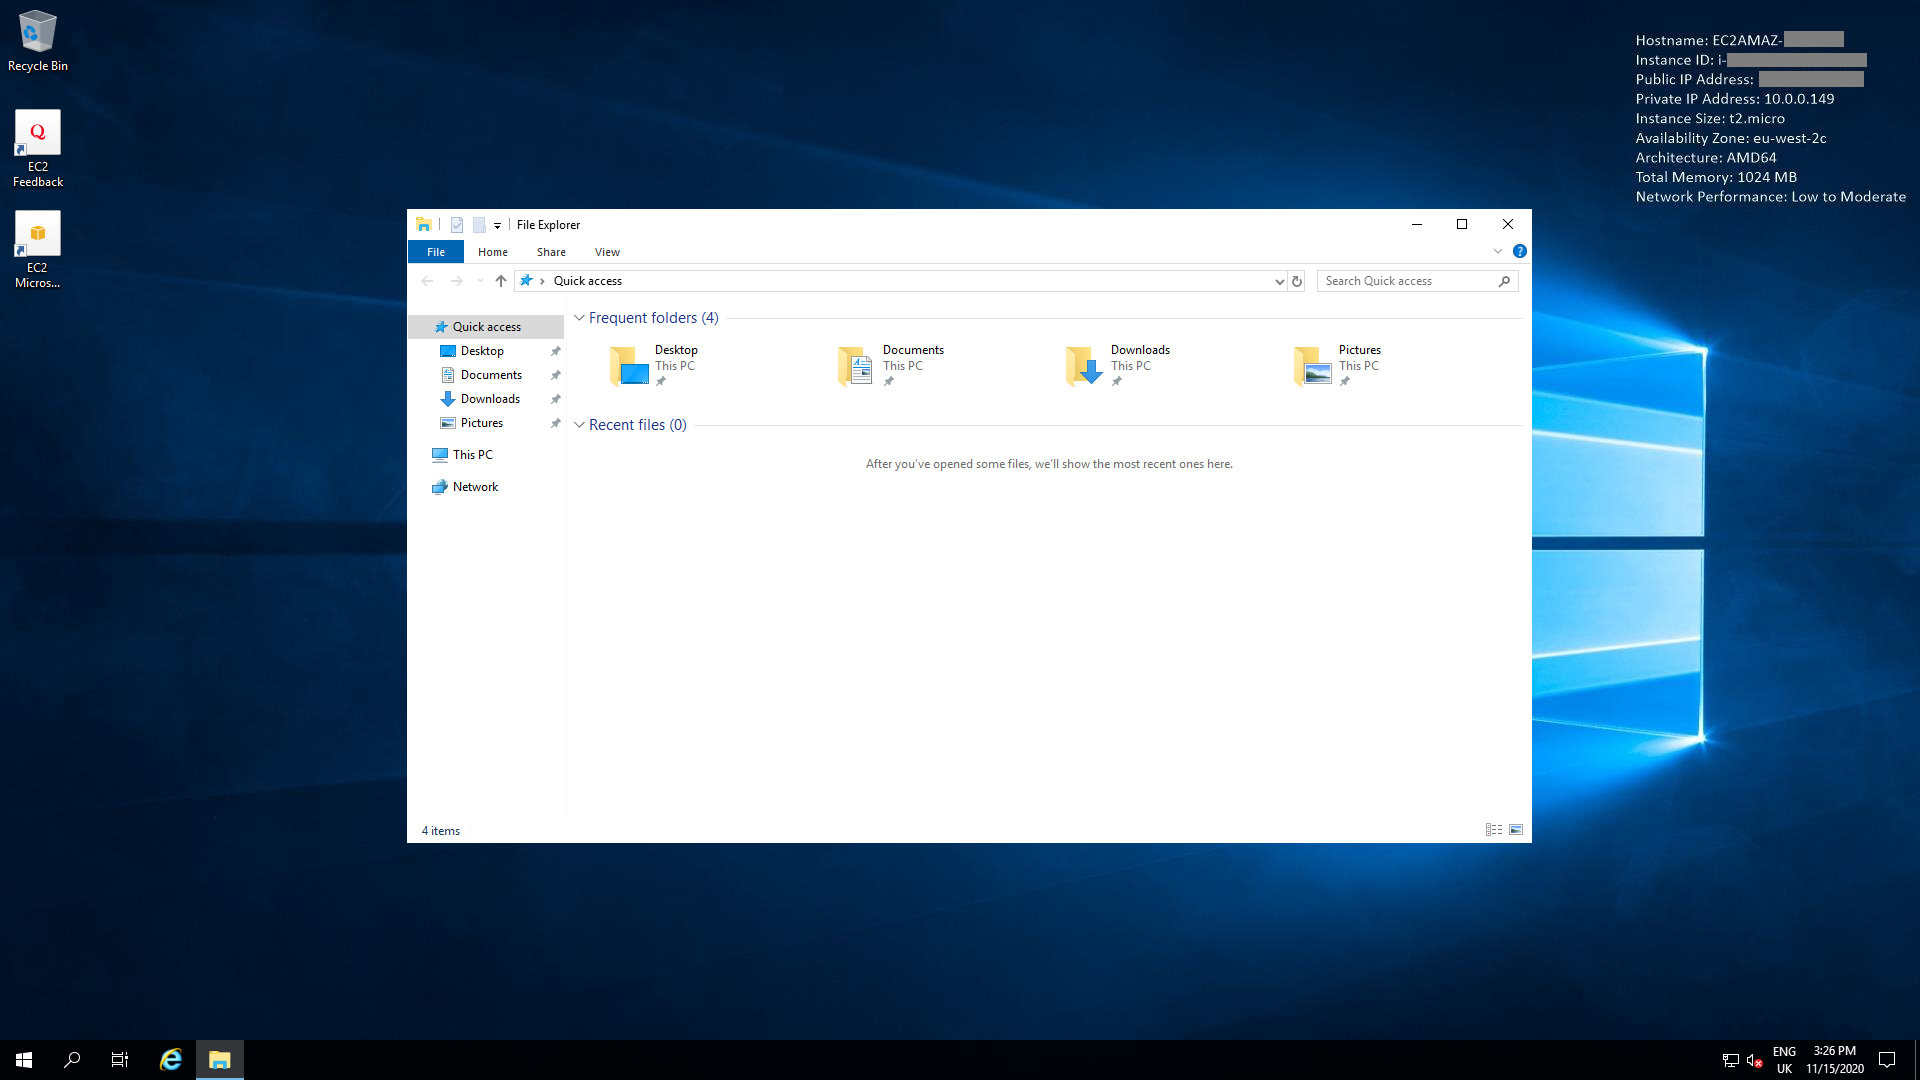 Recycle Bin
Q
EC2
Feedback
EC2
Micros...
Hostname: EC2AMAZ-
Instance ID: i-
Public IP Address:
Private IP Address: 10.0.0.149
Instance Size: t2.micro
Availability Zone: eu-west-2c
Architecture: AMD64
Total Memory: 1024 MB
Network Performance: Low to Moderate
File Explorer
File Home Share View
?
Quick access
Search Quick access
Quick access
Desktop
Documents
Downloads
Pictures
This PC
Network
Frequent folders (4)
Desktop
This PC
Documents
This PC
Downloads
This PC
Pictures
This PC
Recent files (0)
After you've opened some files, we'll show the most recent ones here.
4 items
ENG
UK
3:26 PM
11/15/2020